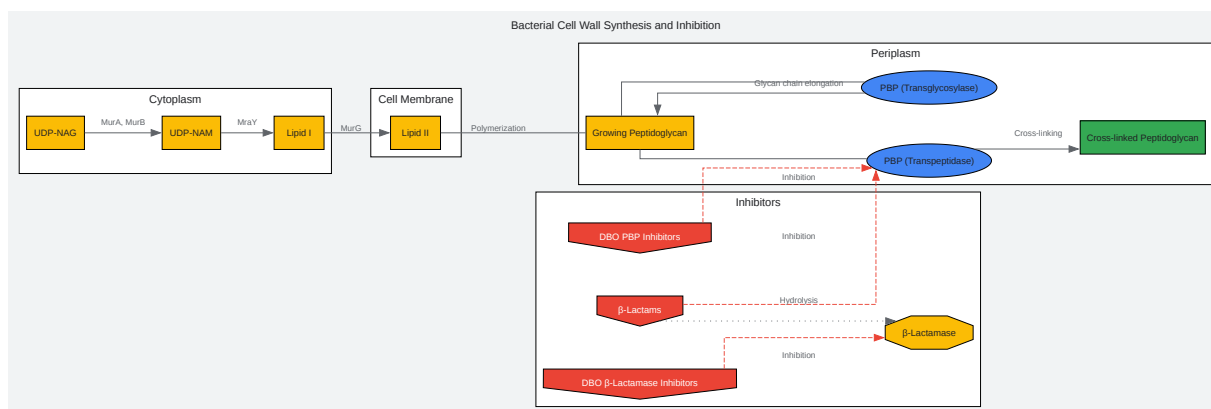 Bacterial Cell Wall Synthesis and Inhibition
Periplasm
Cytoplasm
Cell Membrane
Glycan chain elongation
PBP (Transglycosylase)
UDP-NAG
MurA, MurB
UDP-NAM
MraY
Lipid I
MurG
Lipid II
Polymerization
Growing Peptidoglycan
Cross-linking
Cross-linked Peptidoglycan
PBP (Transpeptidase)
Inhibition
Inhibitors
DBO PBP Inhibitors
Inhibition
Hydrolysis
β-Lactams
β-Lactamase
Inhibition
DBO β-Lactamase Inhibitors